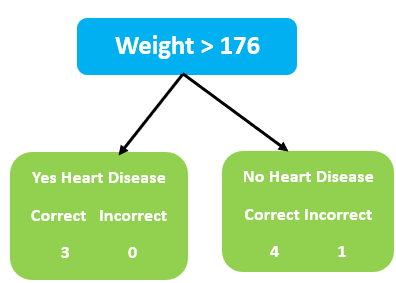 Weight > 176
Yes Heart Disease
Correct Incorrect
3 0
No Heart Disease
Correct Incorrect
4 1